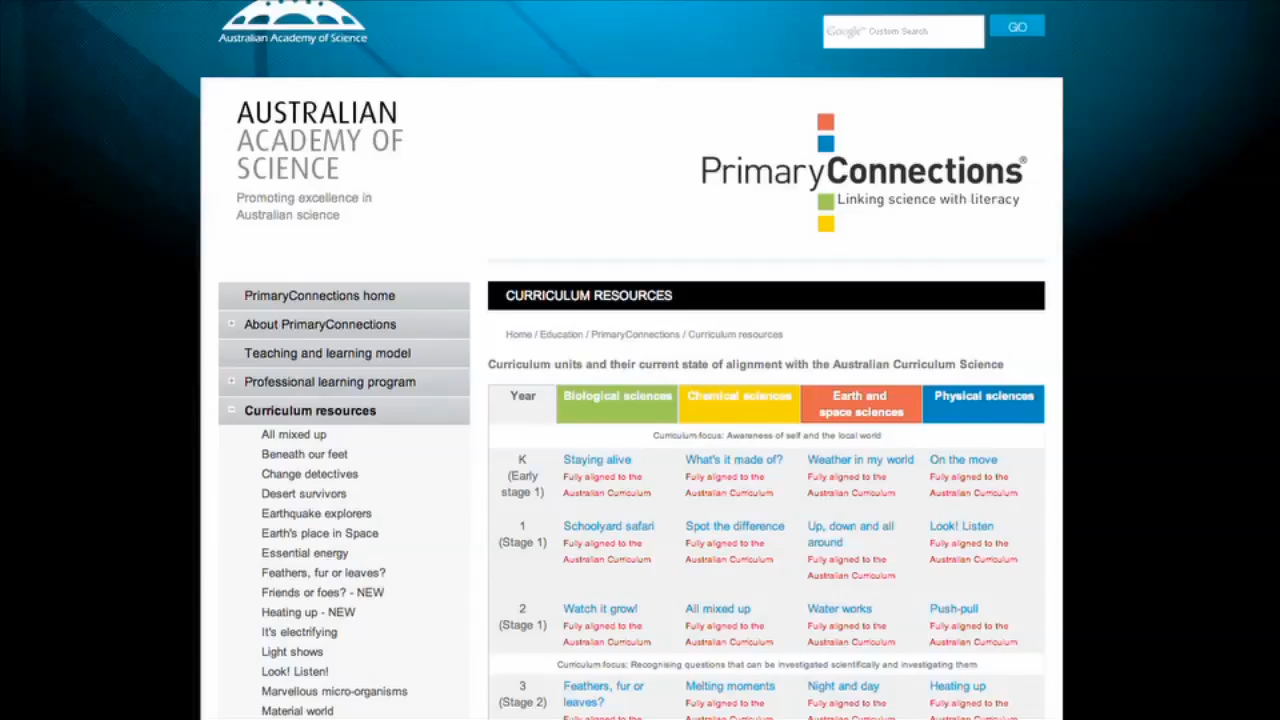 Australian Academy of Science
Google™ Custom Search
GO
AUSTRALIAN
ACADEMY OF
SCIENCE
Promoting excellence in
Australian science
PrimaryConnections®
Linking science with literacy
PrimaryConnections home
About PrimaryConnections
Teaching and learning model
Professional learning program
Curriculum resources
All mixed up
Beneath our feet
Change detectives
Desert survivors
Earthquake explorers
Earth's place in Space
Essential energy
Feathers, fur or leaves?
Friends or foes? - NEW
Heating up - NEW
It's electrifying
Light shows
Look! Listen!
Marvellous micro-organisms
Material world
CURRICULUM RESOURCES
Home / Education / PrimaryConnections / Curriculum resources
Curriculum units and their current state of alignment with the Australian Curriculum Science
Year Biological sciences Chemical sciences Earth and space sciences Physical sciences
Curriculum focus: Awareness of self and the local world
K Staying alive What's it made of? Weather in my world On the move
(Early Fully aligned to the Fully aligned to the Fully aligned to the Fully aligned to the
stage 1) Australian Curriculum Australian Curriculum Australian Curriculum Australian Curriculum
1 Schoolyard safari Spot the difference Up, down and all Look! Listen
(Stage 1) Fully aligned to the Fully aligned to the around Fully aligned to the
Australian Curriculum Australian Curriculum Fully aligned to the Australian Curriculum
Australian Curriculum
2 Watch it grow! All mixed up Water works Push-pull
(Stage 1) Fully aligned to the Fully aligned to the Fully aligned to the Fully aligned to the
Australian Curriculum Australian Curriculum Australian Curriculum Australian Curriculum
Curriculum focus: Recognising questions that can be investigated scientifically and investigating them
3 Feathers, fur or Melting moments Night and day Heating up
(Stage 2) leaves? Fully aligned to the Fully aligned to the Fully aligned to the